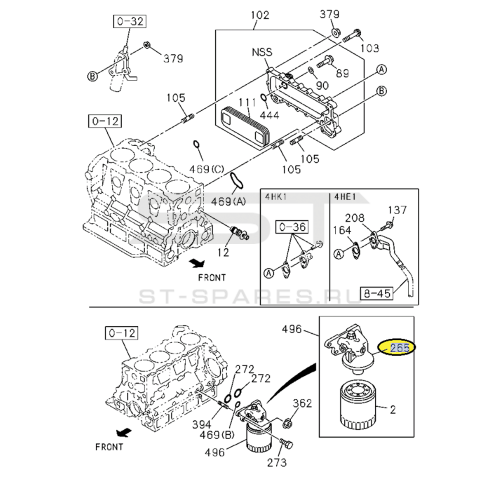 102
379
0-32
379
B
NSS
103
A
89
90
B
111
444
105
0-12
105
105
469(C)
469(A)
12
FRONT
4HK1
0-36
A
4HE1
208
137
164
A
8-45
ST-SPARES.RU
0-12
272
272
362
394
469(B)
496
273
FRONT
496
265
2